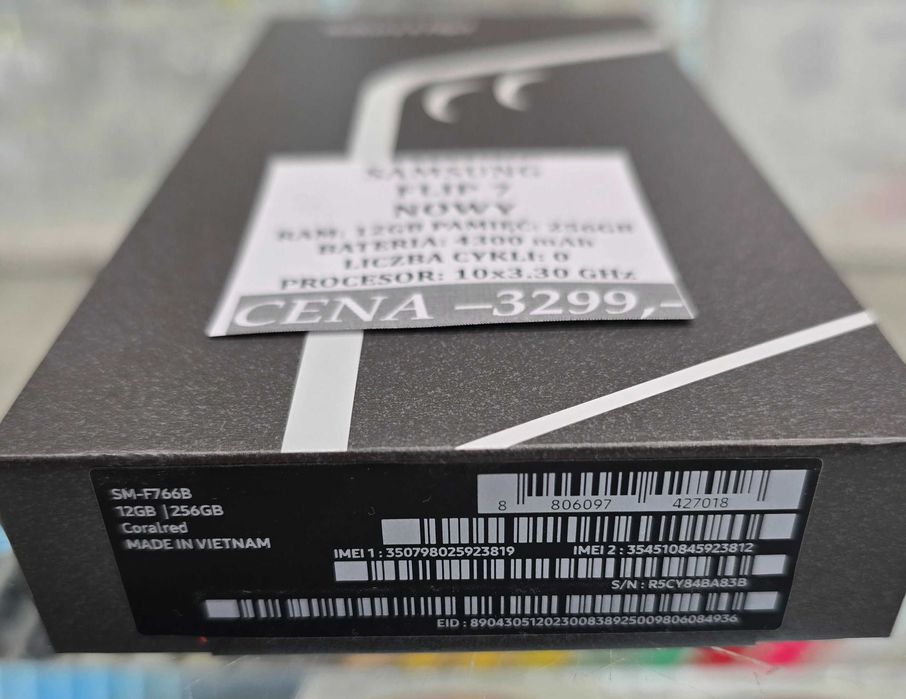 SAMSUNG
FLIP 7
NOWY
RAM: 12GB PAMIĘĆ: 256GB
BATERIA: 4300 mAh
LICZBA CYKLI: 0
PROCESOR: 10x3.30 GHz
CENA -3299,-
SM-F766B
12GB | 256GB
Coralred
MADE IN VIETNAM
8 806097 427018
IMEI 1 : 350798025923819 IMEI 2 : 354510845923812
S/N : R5CY84BA83B
EID : 89043051202300838925009806084936